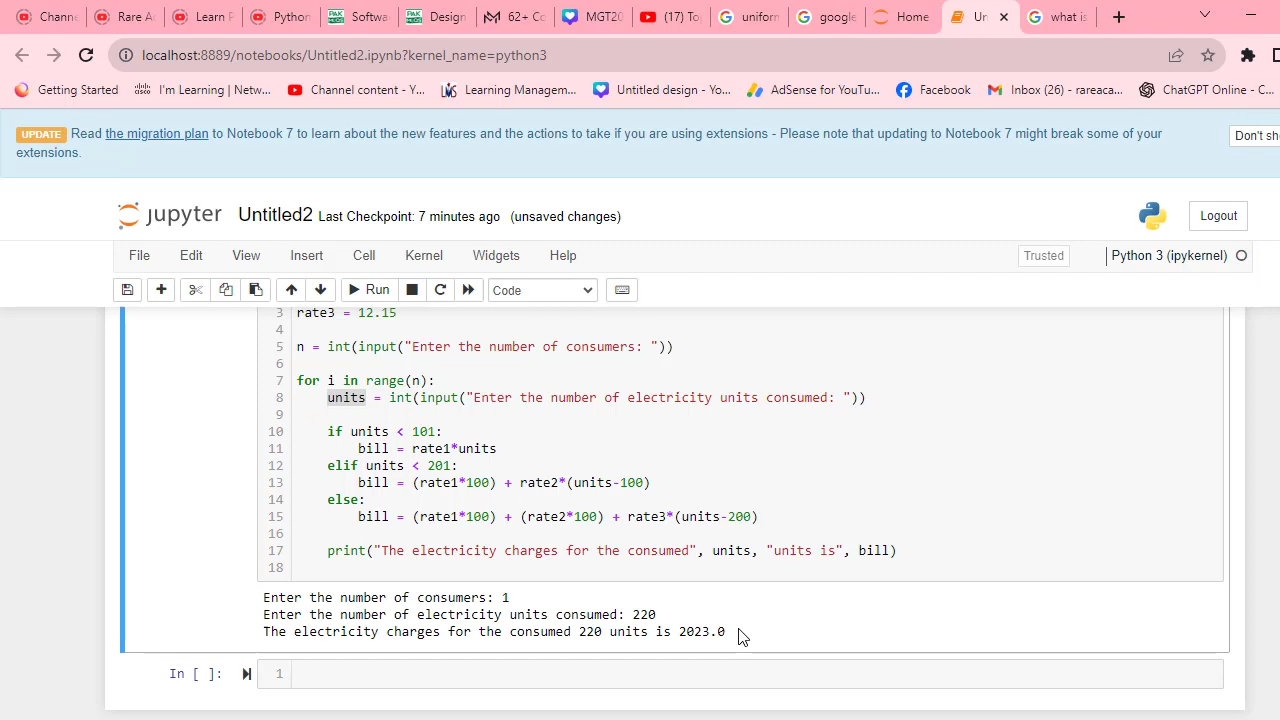 Channe
Rare Ac
Learn P
Python
Softwa
Design
62+ Co
MGT20
(17) Top
uniform
google
Home
Un
what is
localhost:8889/notebooks/Untitled2.ipynb?kernel_name=python3
Getting Started
I'm Learning | Netw...
Channel content - Y...
Learning Managem...
Untitled design - Yo...
AdSense for YouTu...
Facebook
Inbox (26) - rareaca...
ChatGPT Online - C...
UPDATE Read the migration plan to Notebook 7 to learn about the new features and the actions to take if you are using extensions - Please note that updating to Notebook 7 might break some of your
extensions.
Don't sh
jupyter Untitled2 Last Checkpoint: 7 minutes ago (unsaved changes)
Logout
File Edit View Insert Cell Kernel Widgets Help
Trusted
Python 3 (ipykernel)
Run
Code
3 rate3 = 12.15
4
5 n = int(input("Enter the number of consumers: "))
6
7 for i in range(n):
8 units = int(input("Enter the number of electricity units consumed: "))
9
10 if units < 101:
11 bill = rate1*units
12 elif units < 201:
13 bill = (rate1*100) + rate2*(units-100)
14 else:
15 bill = (rate1*100) + (rate2*100) + rate3*(units-200)
16
17 print("The electricity charges for the consumed", units, "units is", bill)
18
Enter the number of consumers: 1
Enter the number of electricity units consumed: 220
The electricity charges for the consumed 220 units is 2023.0
In [ ]: 1